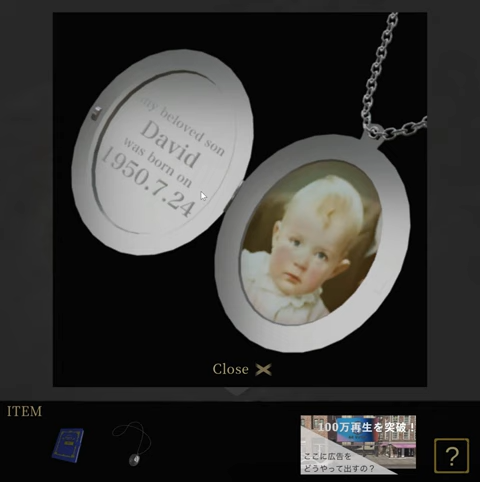 my beloved son
David
was born on
1950.7.24
Close
ITEM
100万再生を突破！
ここに広告を
どうやって出すの？
?